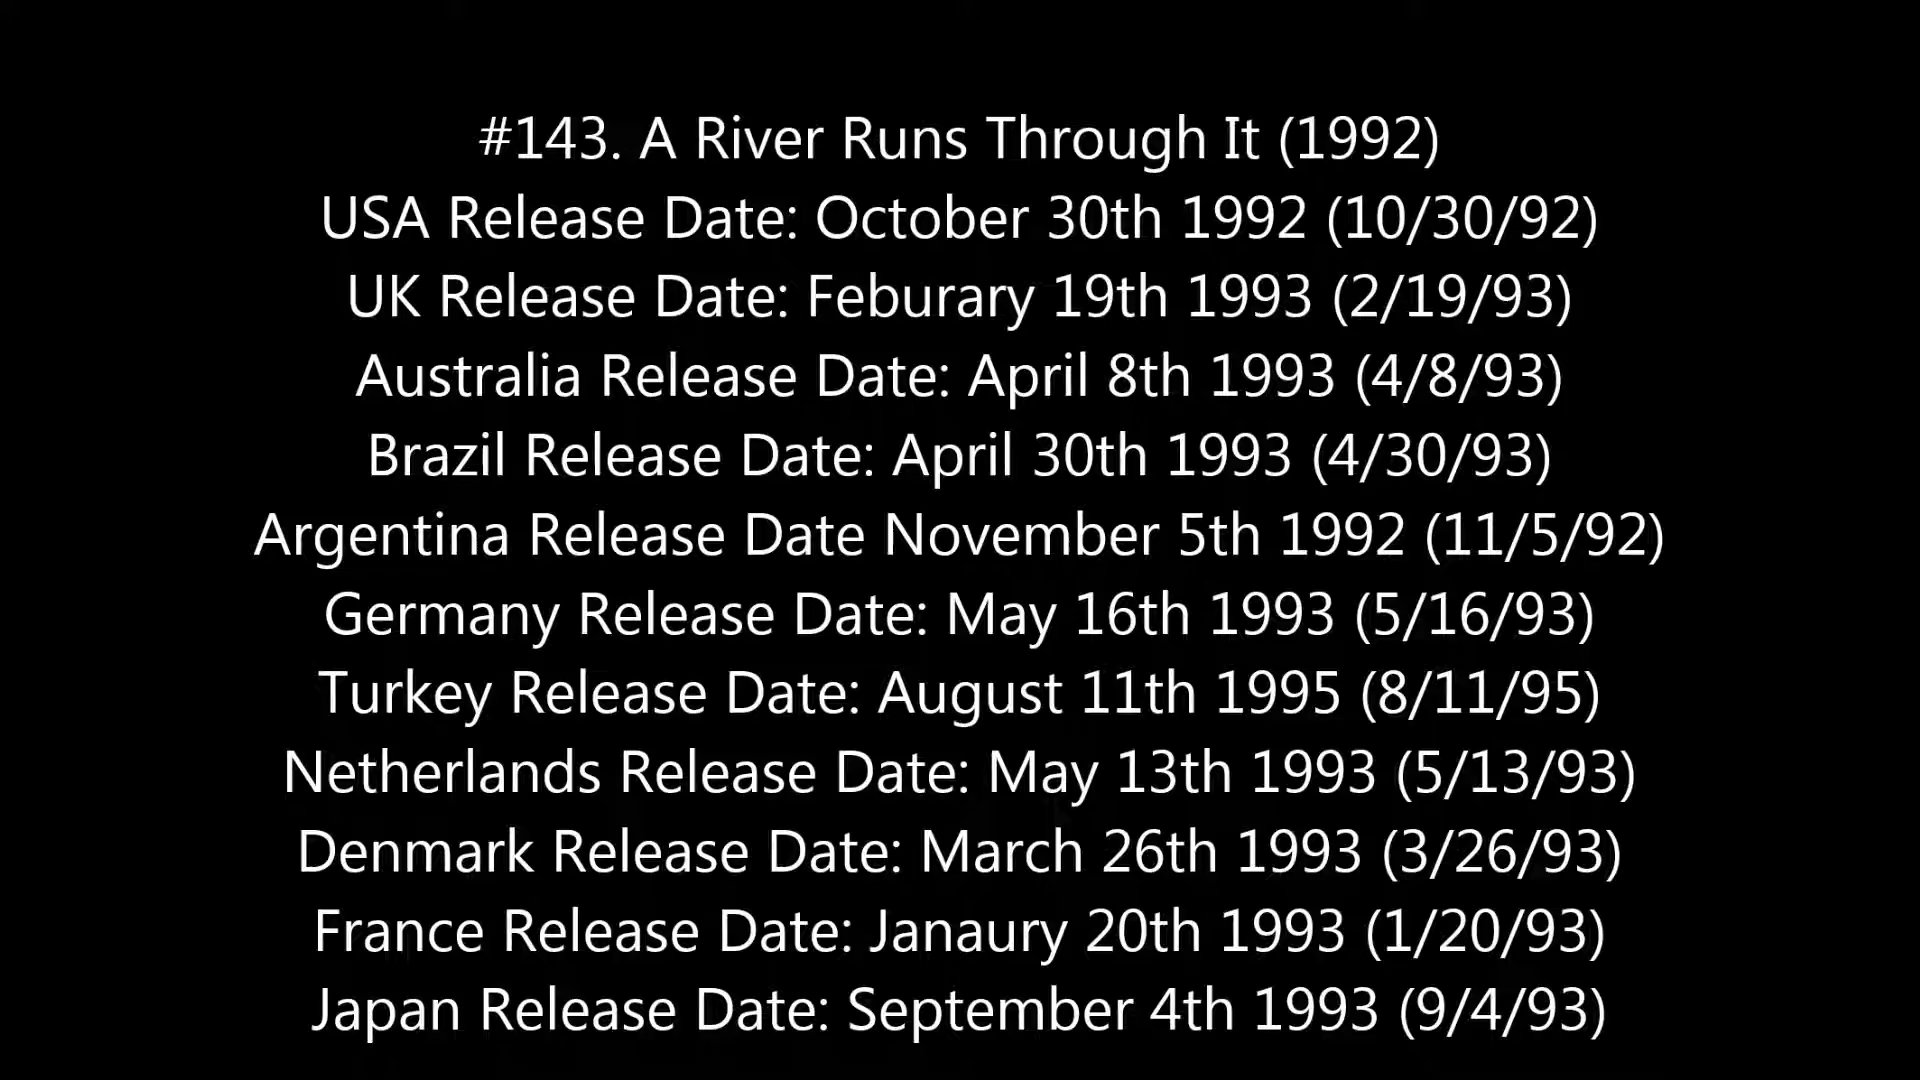 #143. A River Runs Through It (1992)
USA Release Date: October 30th 1992 (10/30/92)
UK Release Date: Feburary 19th 1993 (2/19/93)
Australia Release Date: April 8th 1993 (4/8/93)
Brazil Release Date: April 30th 1993 (4/30/93)
Argentina Release Date November 5th 1992 (11/5/92)
Germany Release Date: May 16th 1993 (5/16/93)
Turkey Release Date: August 11th 1995 (8/11/95)
Netherlands Release Date: May 13th 1993 (5/13/93)
Denmark Release Date: March 26th 1993 (3/26/93)
France Release Date: Janaury 20th 1993 (1/20/93)
Japan Release Date: September 4th 1993 (9/4/93)